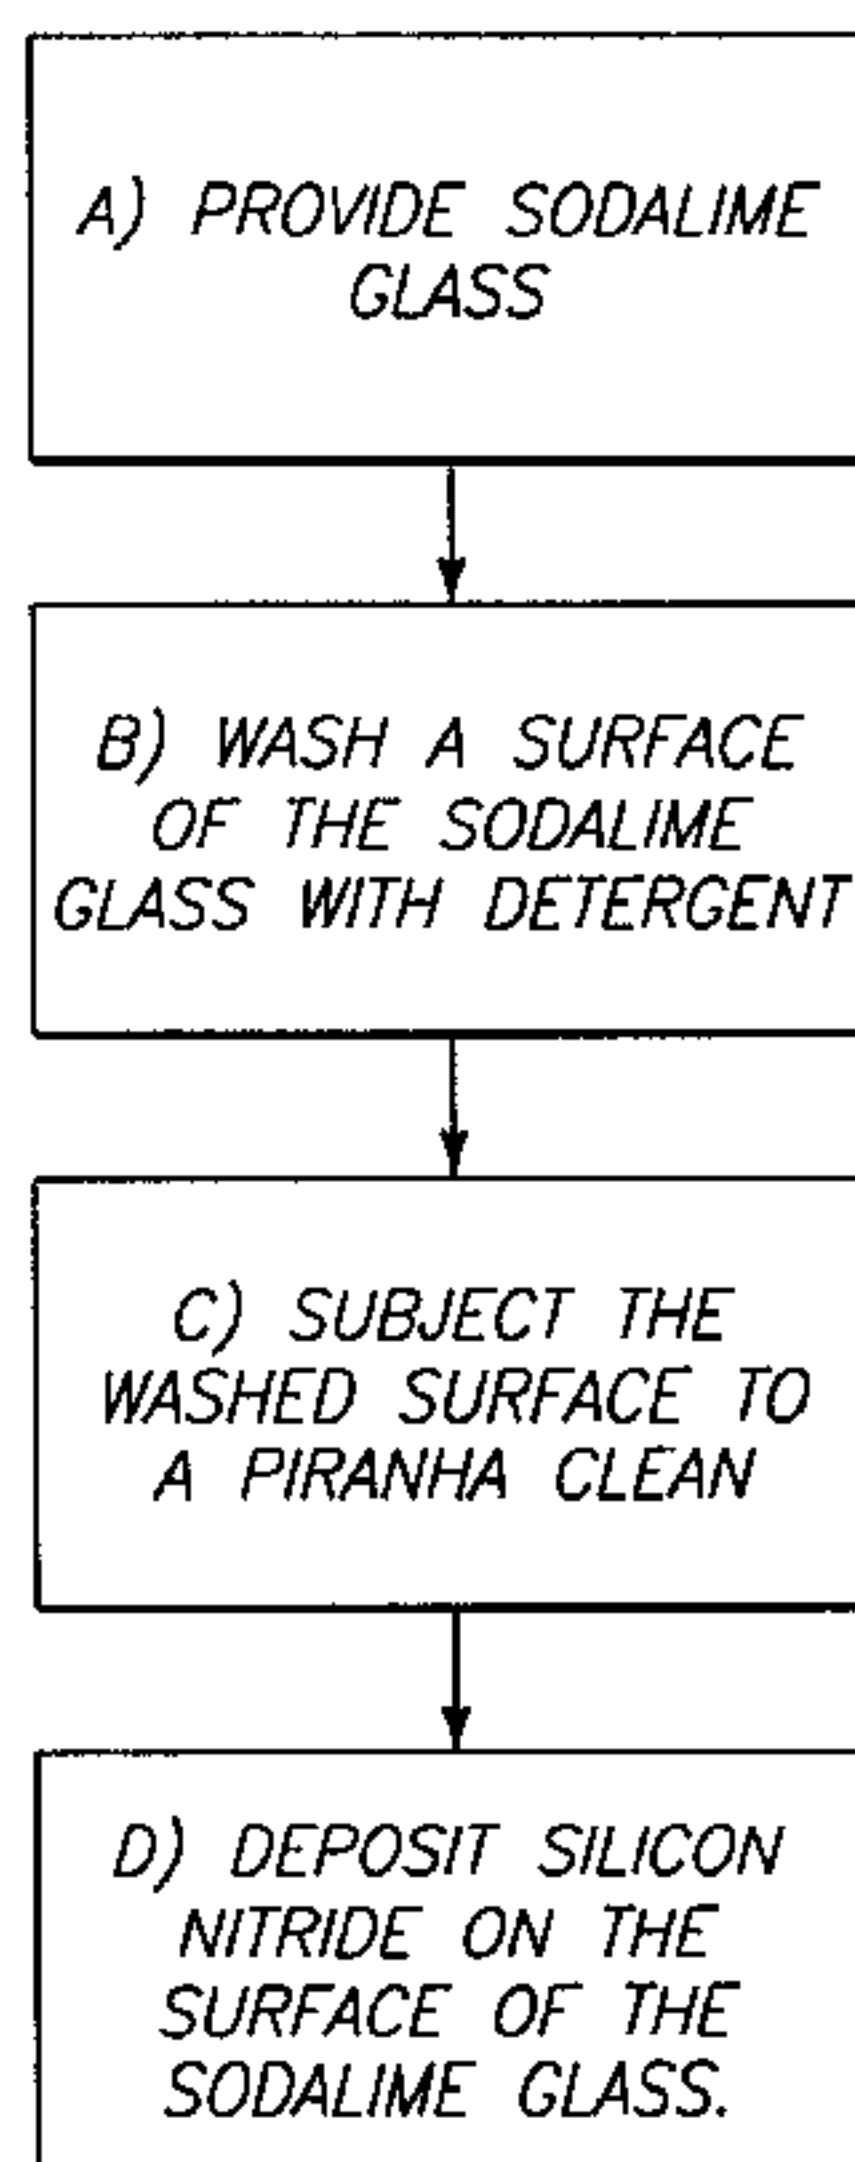 A) PROVIDE SODALIME
GLASS
B) WASH A SURFACE
OF THE SODALIME
GLASS WITH DETERGENT
C) SUBJECT THE
WASHED SURFACE TO
A PIRANHA CLEAN
D) DEPOSIT SILICON
NITRIDE ON THE
SURFACE OF THE
SODALIME GLASS.